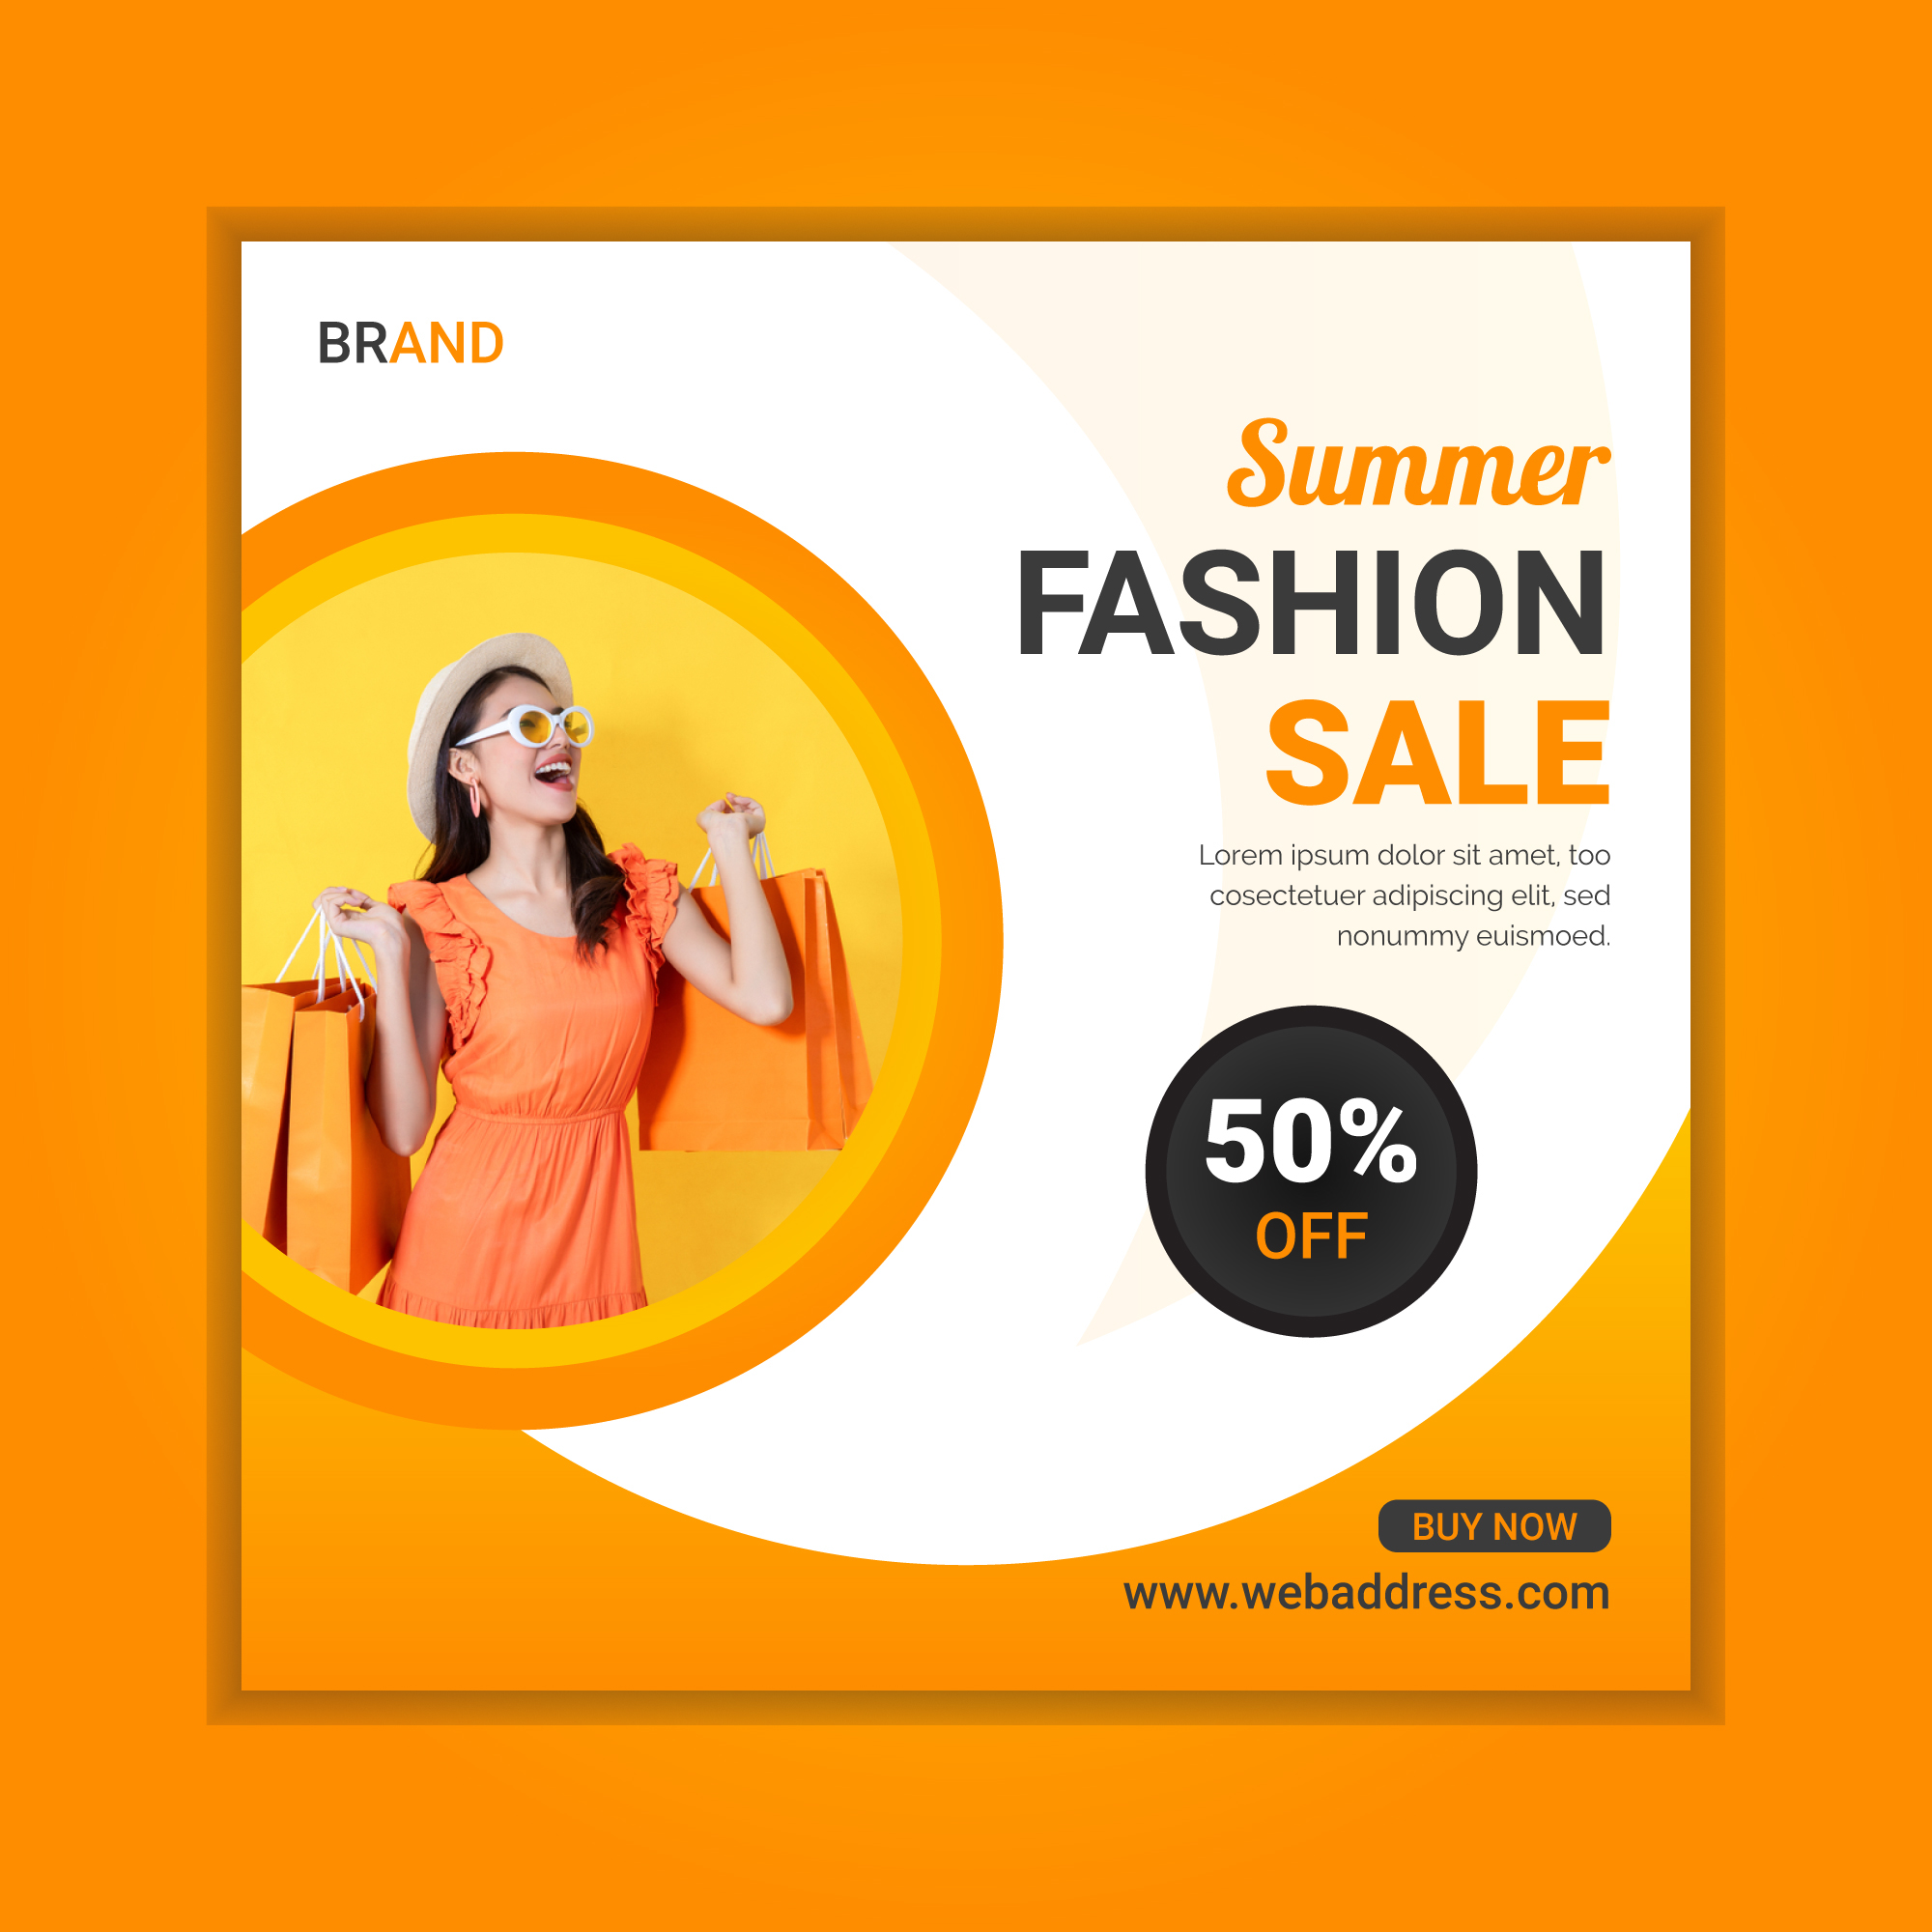 BRAND
Summer
FASHION
SALE
Lorem ipsum dolor sit amet, too
cosectetuer adipiscing elit, sed
nonummy euismoed.
50%
OFF
BUY NOW
www.webaddress.com